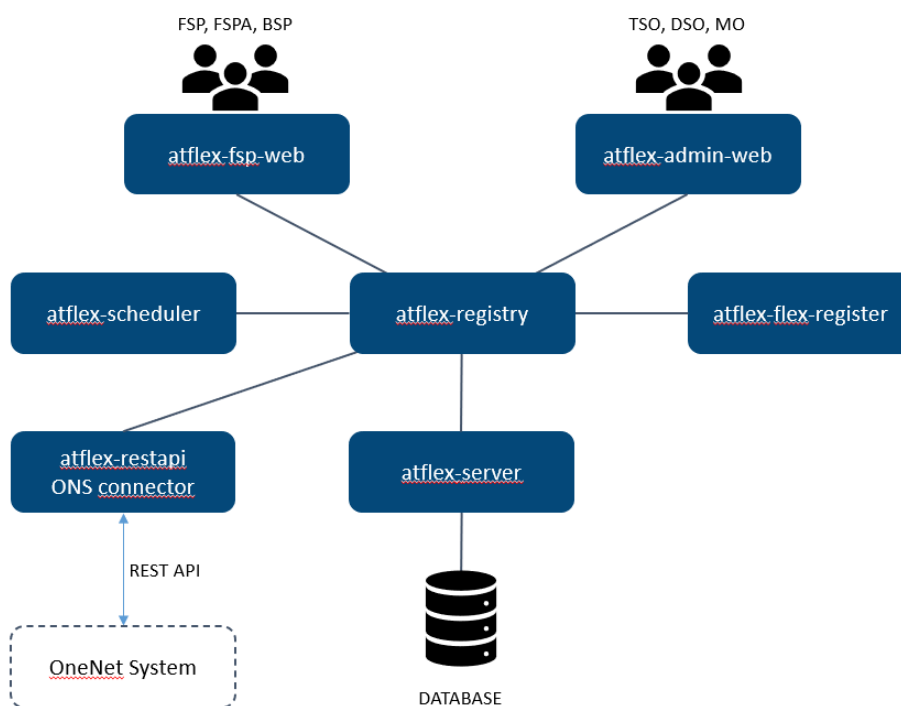 FSP, FSPA, BSP
TSO, DSO, MO
atflex-fsp-web
atflex-admin-web
atflex-scheduler
atflex-registry
atflex-flex-register
atflex-restapi
ONS connector
atflex-server
REST API
OneNet System
DATABASE